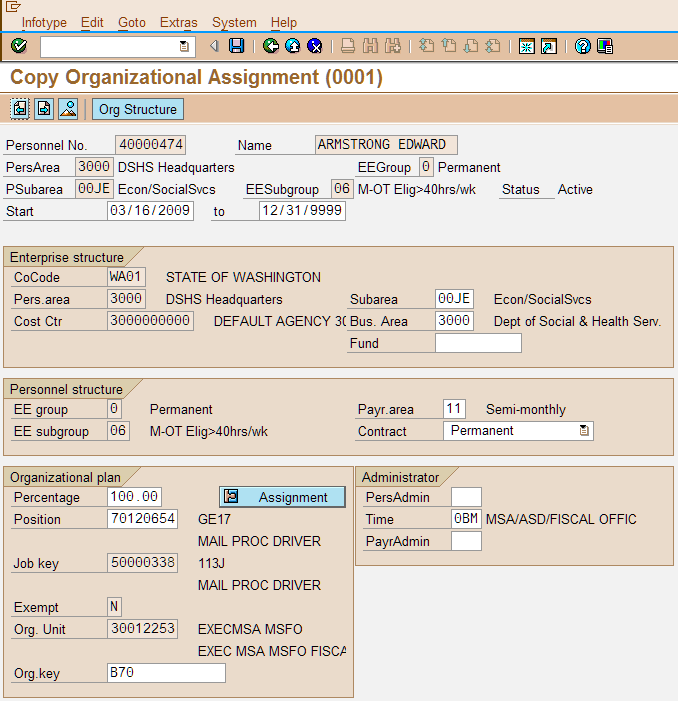 Infotype Edit Goto Extras System Help
Copy Organizational Assignment (0001)
Org Structure
Personnel No. 40000474 Name ARMSTRONG EDWARD
PersArea 3000 DSHS Headquarters EEGroup 0 Permanent
PSubarea 00JE Econ/SocialSvcs EESubgroup 06 M-OT Elig>40hrs/wk Status Active
Start 03/16/2009 to 12/31/9999
Enterprise structure
CoCode WA01 STATE OF WASHINGTON
Pers.area 3000 DSHS Headquarters Subarea 00JE Econ/SocialSvcs
Cost Ctr 3000000000 DEFAULT AGENCY 30 Bus. Area 3000 Dept of Social & Health Serv.
Fund
Personnel structure
EE group 0 Permanent Payr.area 11 Semi-monthly
EE subgroup 06 M-OT Elig>40hrs/wk Contract Permanent
Organizational plan Administrator
Percentage 100.00 Assignment PersAdmin
Position 70120654 GE17 Time 0BM MSA/ASD/FISCAL OFFIC
MAIL PROC DRIVER PayrAdmin
Job key 50000338 113J
MAIL PROC DRIVER
Exempt N
Org. Unit 30012253 EXECMSA MSFO
EXEC MSA MSFO FISCA
Org.key B70